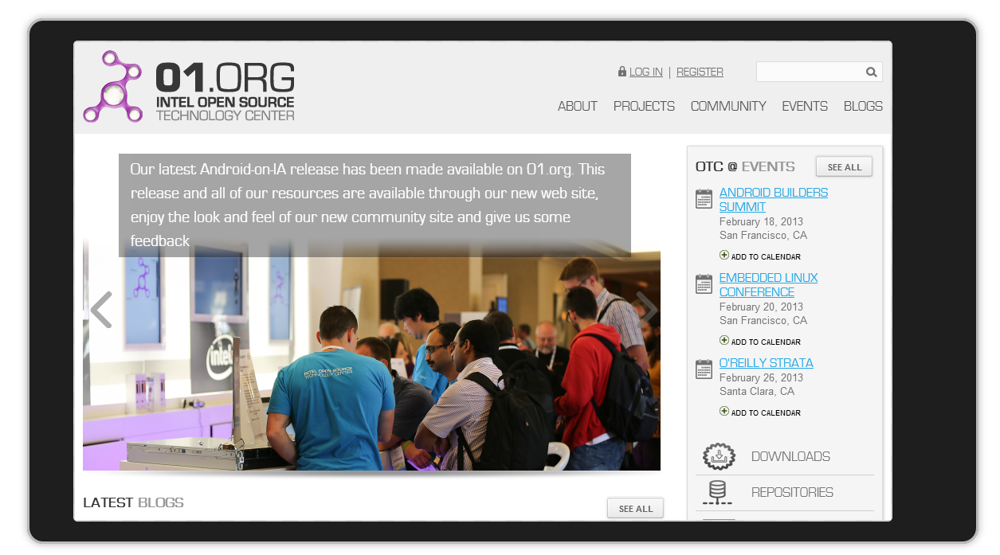 01.ORG
INTEL OPEN SOURCE
TECHNOLOGY CENTER
LOG IN | REGISTER
ABOUT PROJECTS COMMUNITY EVENTS BLOGS
Our latest Android-on-IA release has been made available on 01.org. This
release and all of our resources are available through our new web site,
enjoy the look and feel of our new community site and give us some
feedback
intel
INTEL OPEN SOURCE
TECHNOLOGY CENTER
LATEST BLOGS
SEE ALL
OTC @ EVENTS
SEE ALL
ANDROID BUILDERS
SUMMIT
February 18, 2013
San Francisco, CA
ADD TO CALENDAR
EMBEDDED LINUX
CONFERENCE
February 20, 2013
San Francisco, CA
ADD TO CALENDAR
O'REILLY STRATA
February 26, 2013
Santa Clara, CA
ADD TO CALENDAR
DOWNLOADS
REPOSITORIES